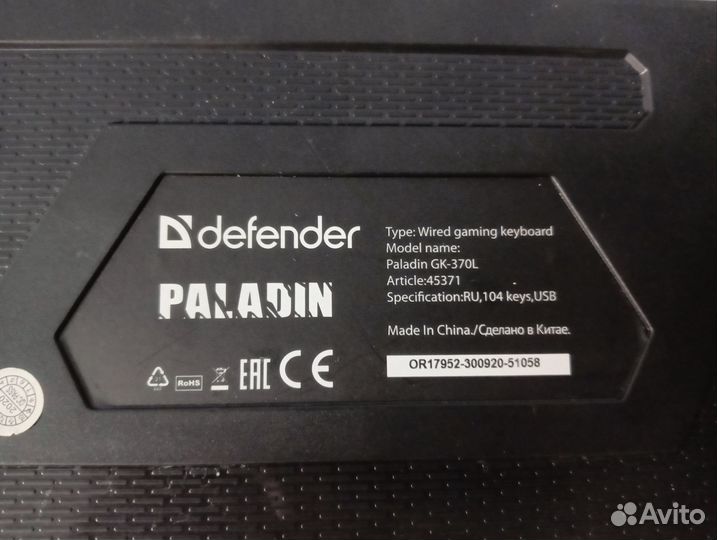 defender
PALADIN
Type: Wired gaming keyboard
Model name:
Paladin GK-370L
Article:45371
Specification:RU,104 keys,USB
Made In China./Сделано в Китае.
OR17952-300920-51058
RoHS
EAC
CE
2020
Avito